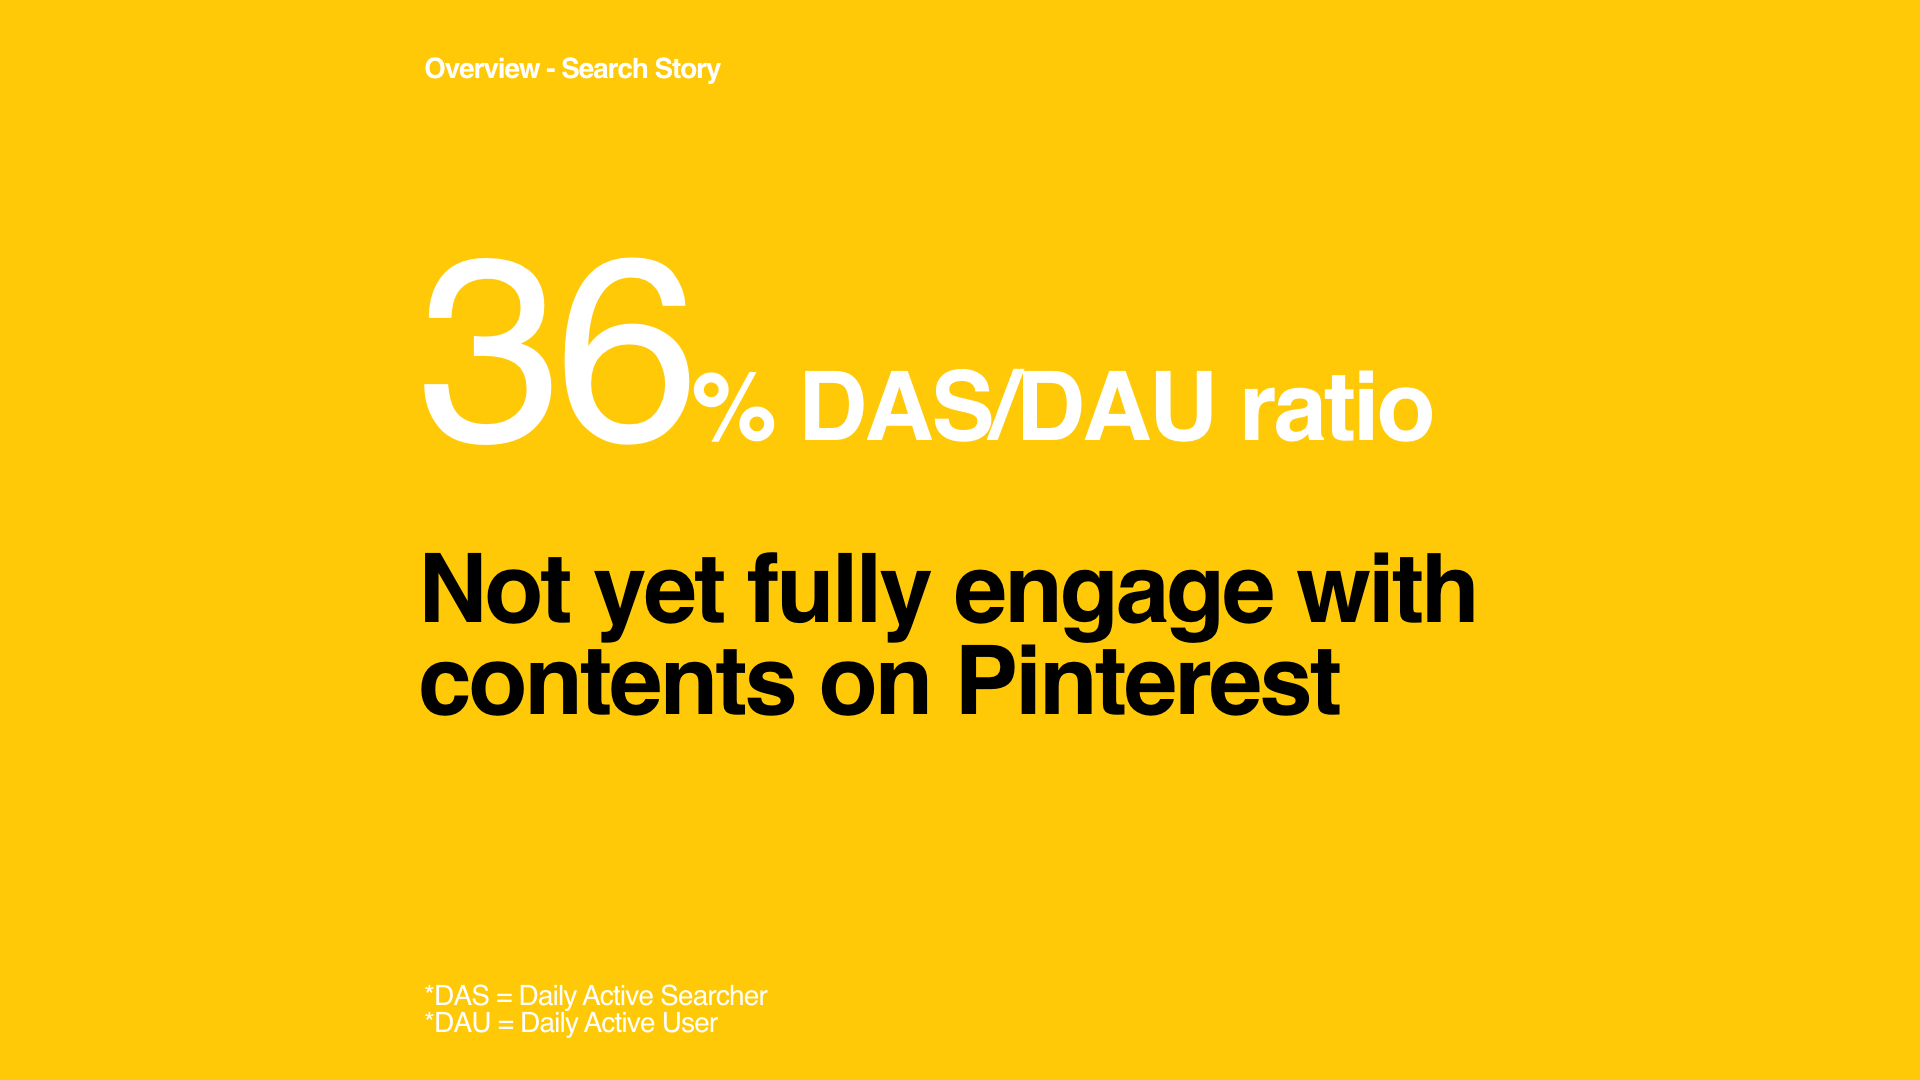 Overview - Search Story
36% DAS/DAU ratio
Not yet fully engage with
contents on Pinterest
*DAS = Daily Active Searcher
*DAU = Daily Active User